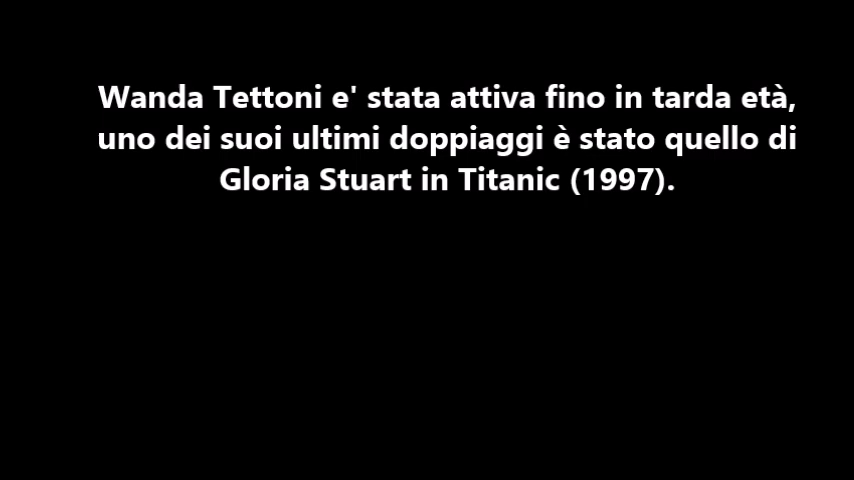 Wanda Tettoni e' stata attiva fino in tarda età,
uno dei suoi ultimi doppiaggi è stato quello di
Gloria Stuart in Titanic (1997).